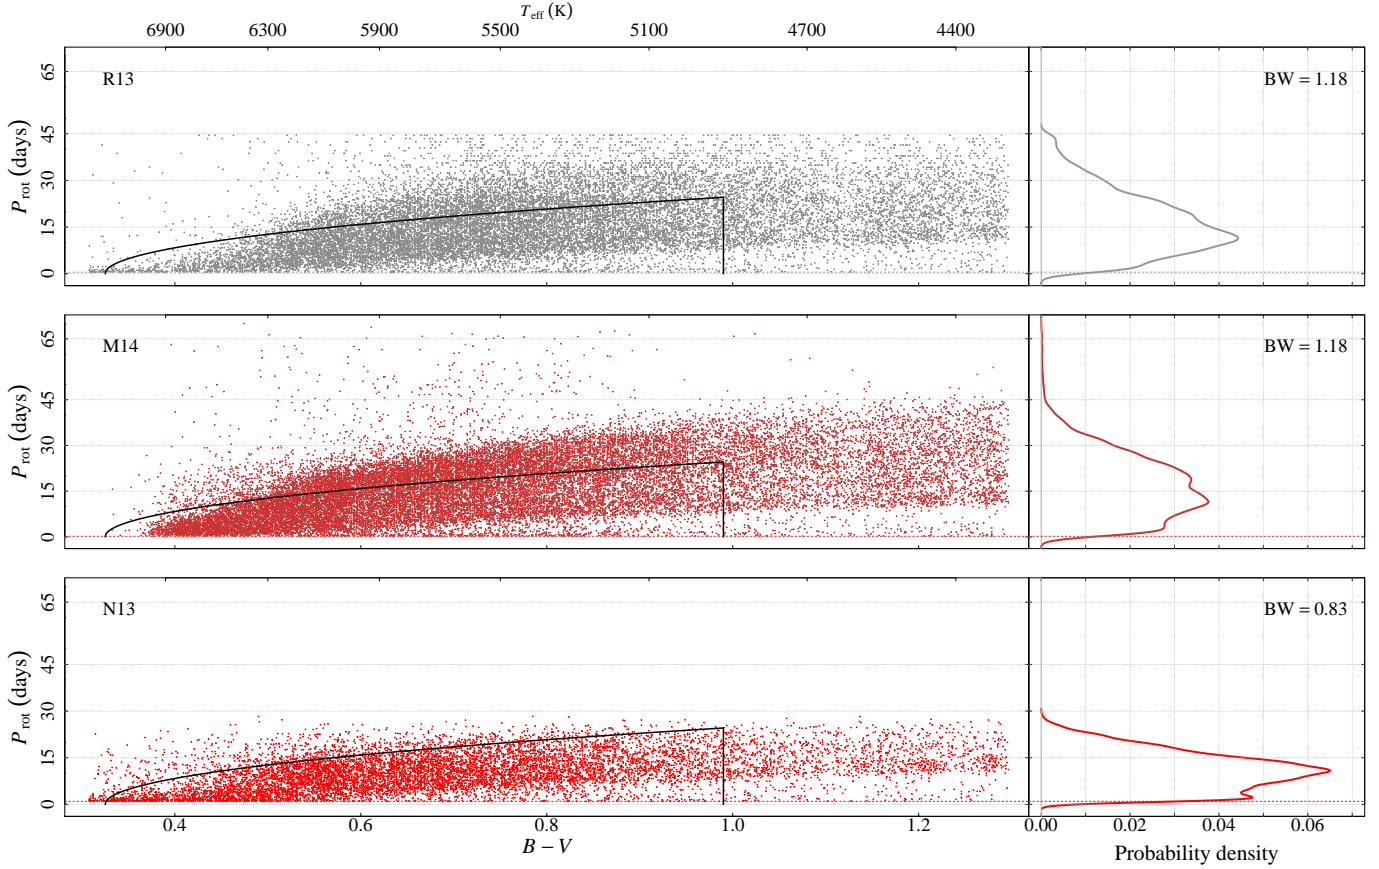 T_eff (K)
6900 6300 5900 5500 5100 4700 4400
R13
BW = 1.18
P_rot (days)
65
45
30
15
0
M14
BW = 1.18
P_rot (days)
65
45
30
15
0
N13
BW = 0.83
P_rot (days)
65
45
30
15
0
0.4 0.6 0.8 1.0 1.2 0.00 0.02 0.04 0.06
B − V
Probability density